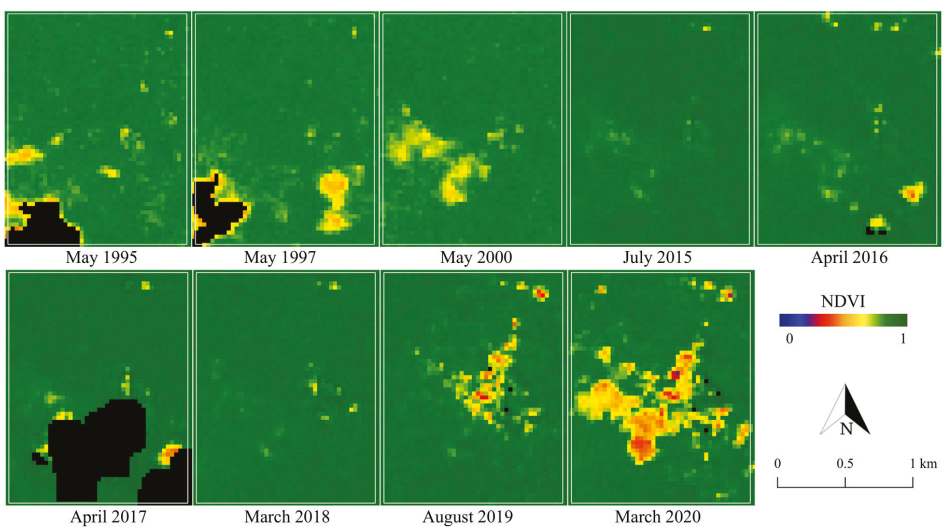 May 1995
May 1997
May 2000
July 2015
April 2016
NDVI
0 1
N
0 0.5 1 km
April 2017
March 2018
August 2019
March 2020